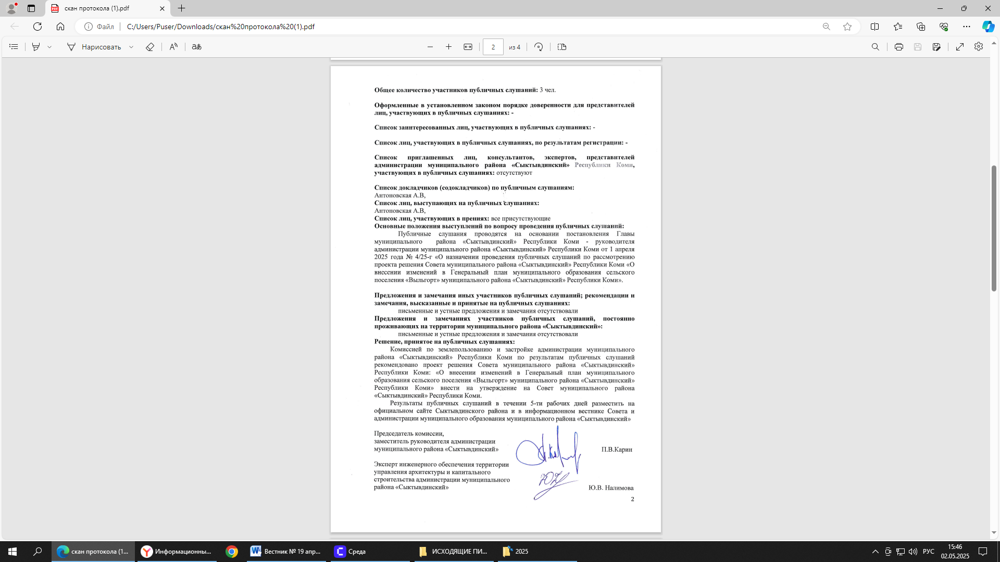 скан протокола (1).pdf
Файл
C:/Users/Puser/Downloads/скан%20протокола%20(1).pdf
Нарисовать
2
из 4
Общее количество участников публичных слушаний: 3 чел.
Оформленные в установленном законом порядке доверенности для представителей
лиц, участвующих в публичных слушаниях: -
Список заинтересованных лиц, участвующих в публичных слушаниях: -
Список лиц, участвующих в публичных слушаниях, по результатам регистрации: -
Список приглашенных лиц, консультантов, экспертов, представителей
администрации муниципального района «Сыктывдинский» Республики Коми,
участвующих в публичных слушаниях: отсутствуют
Список докладчиков (содокладчиков) по публичным слушаниям:
Антоновская А.В,
Список лиц, выступающих на публичных слушаниях:
Антоновская А.В,
Список лиц, участвующих в прениях: все присутствующие
Основные положения выступлений по вопросу проведения публичных слушаний:
Публичные слушания проводятся на основании постановления Главы
муниципального района «Сыктывдинский» Республики Коми - руководителя
администрации муниципального района «Сыктывдинский» Республики Коми от 1 апреля
2025 года № 4/25-г «О назначении проведения публичных слушаний по рассмотрению
проекта решения Совета муниципального района «Сыктывдинский» Республики Коми «О
внесении изменений в Генеральный план муниципального образования сельского
поселения «Выльгорт» муниципального района «Сыктывдинский» Республики Коми».
Предложения и замечания иных участников публичных слушаний; рекомендации и
замечания, высказанные и принятые на публичных слушаниях:
письменные и устные предложения и замечания отсутствовали
Предложения и замечаниях участников публичных слушаний, постоянно
проживающих на территории муниципального района «Сыктывдинский»:
письменные и устные предложения и замечания отсутствовали
Решение, принятое на публичных слушаниях:
Комиссией по землепользованию и застройке администрации муниципального
района «Сыктывдинский» Республики Коми по результатам публичных слушаний
рекомендовано проект решения Совета муниципального района «Сыктывдинский»
Республики Коми: «О внесении изменений в Генеральный план муниципального
образования сельского поселения «Выльгорт» муниципального района «Сыктывдинский»
Республики Коми» внести на утверждение на Совет муниципального района
«Сыктывдинский» Республики Коми.
Результаты публичных слушаний в течении 5-ти рабочих дней разместить на
официальном сайте Сыктывдинского района и в информационном вестнике Совета и
администрации муниципального образования муниципального района «Сыктывдинский»
Председатель комиссии,
заместитель руководителя администрации
муниципального района «Сыктывдинский» П.В.Карин
Эксперт инженерного обеспечения территории
управления архитектуры и капитального
строительства администрации муниципального
района «Сыктывдинский» Ю.В. Налимова
2
скан протокола (1...
Информационны...
Вестник № 19 апр...
Среда
ИСХОДЯЩИЕ ПИ...
2025
РУС
15:46
02.05.2025